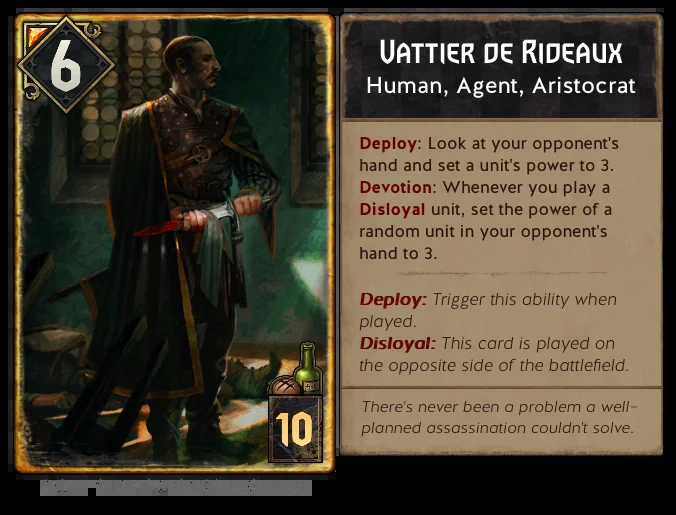 6
10
VATTIER DE RIDEAUX
Human, Agent, Aristocrat
Deploy: Look at your opponent's
hand and set a unit's power to 3.
Devotion: Whenever you play a
Disloyal unit, set the power of a
random unit in your opponent's
hand to 3.
Deploy: Trigger this ability when
played.
Disloyal: This card is played on
the opposite side of the battlefield.
There's never been a problem a well-
planned assassination couldn't solve.